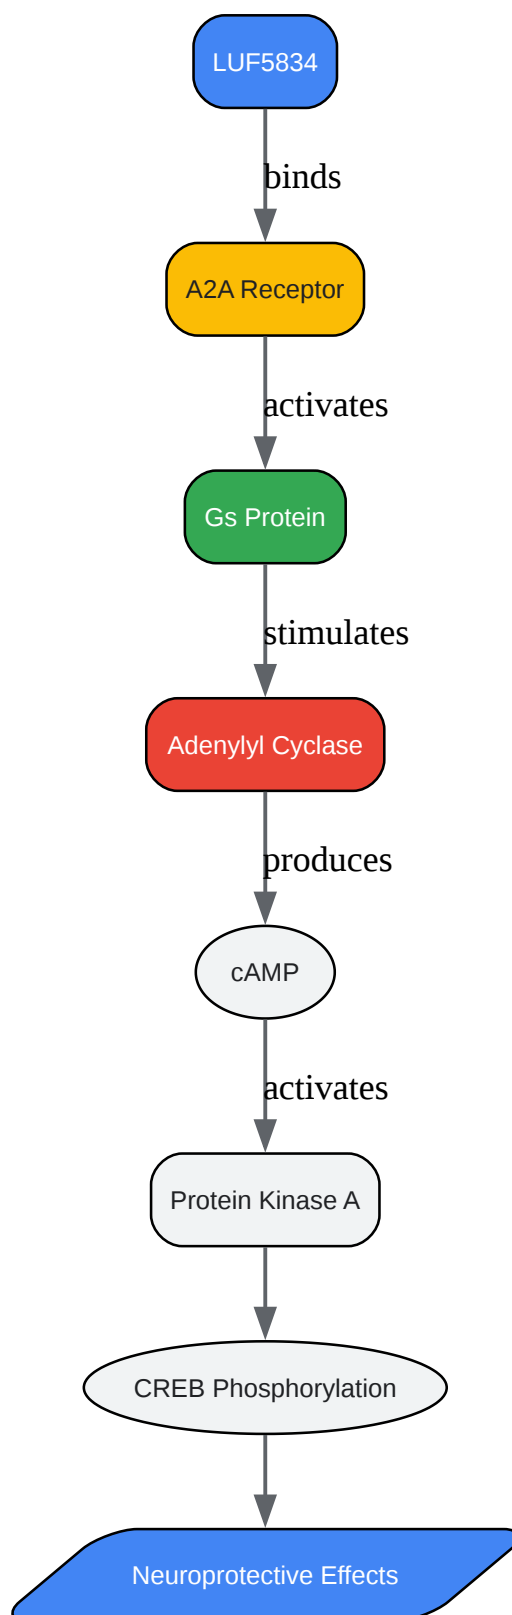 LUF5834
binds
A2A Receptor
activates
Gs Protein
stimulates
Adenylyl Cyclase
produces
cAMP
activates
Protein Kinase A
CREB Phosphorylation
Neuroprotective Effects